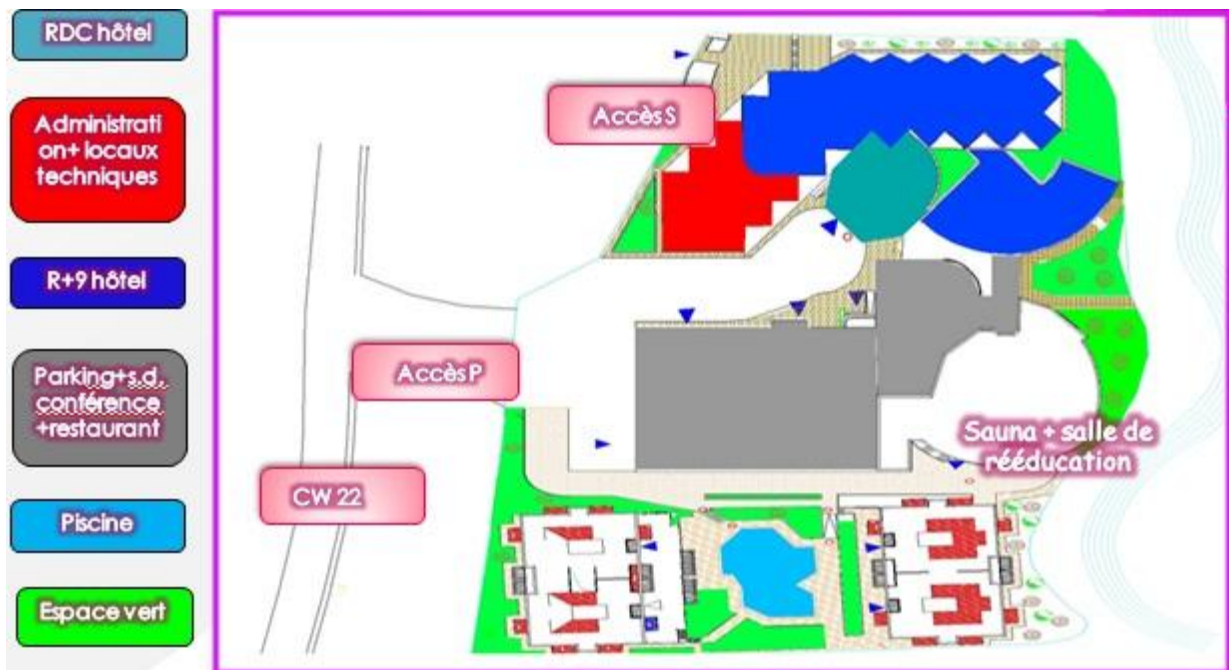 RDC hôtel
Administrati
on+ locaux
techniques
R+9 hôtel
Parking+s.d.
conférence
+restaurant
Piscine
Espace vert
Accès S
Accès P
CW 22
Sauna + salle de
rééducation